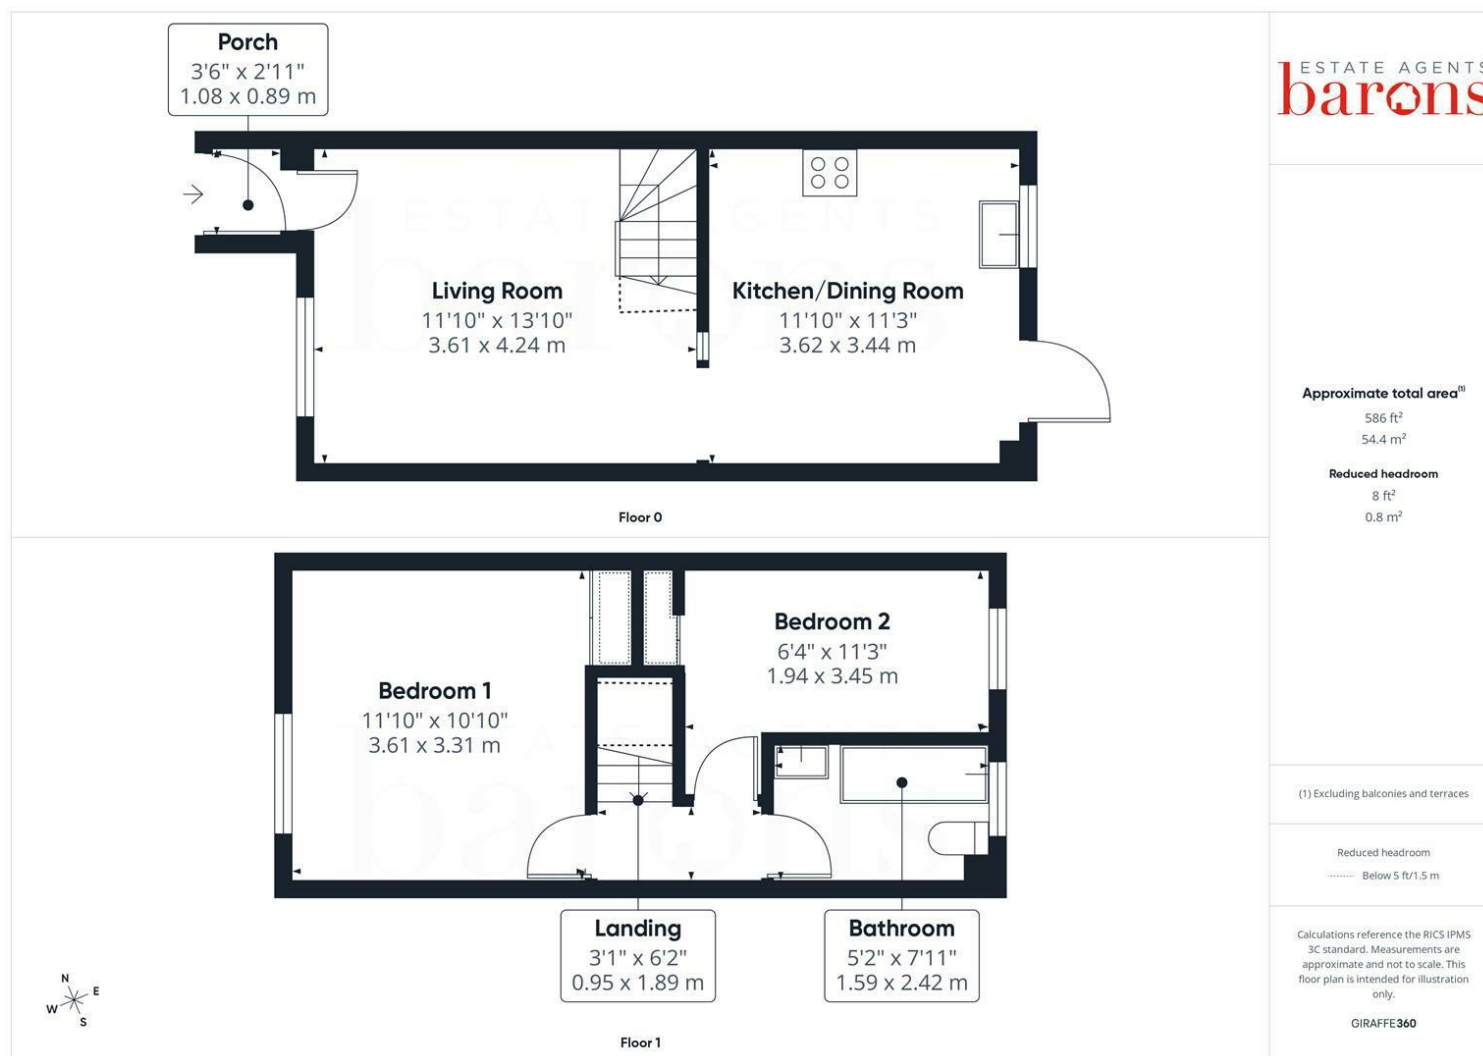 Porch
3'6" x 2'11"
1.08 x 0.89 m
Living Room
11'10" x 13'10"
3.61 x 4.24 m
Kitchen/Dining Room
11'10" x 11'3"
3.62 x 3.44 m
ESTATE AGENTS
barons
Floor 0
Bedroom 1
11'10" x 10'10"
3.61 x 3.31 m
Bedroom 2
6'4" x 11'3"
1.94 x 3.45 m
Landing
3'1" x 6'2"
0.95 x 1.89 m
Bathroom
5'2" x 7'11"
1.59 x 2.42 m
ESTATE AGENTS
barons
N
E
W
S
Floor 1
ESTATE AGENTS
barons
Approximate total area(1)
586 ft²
54.4 m²
Reduced headroom
8 ft²
0.8 m²
(1) Excluding balconies and terraces
Reduced headroom
Below 5 ft/1.5 m
Calculations reference the RICS IPMS
3C standard. Measurements are
approximate and not to scale. This
floor plan is intended for illustration
only.
GIRAFFE360